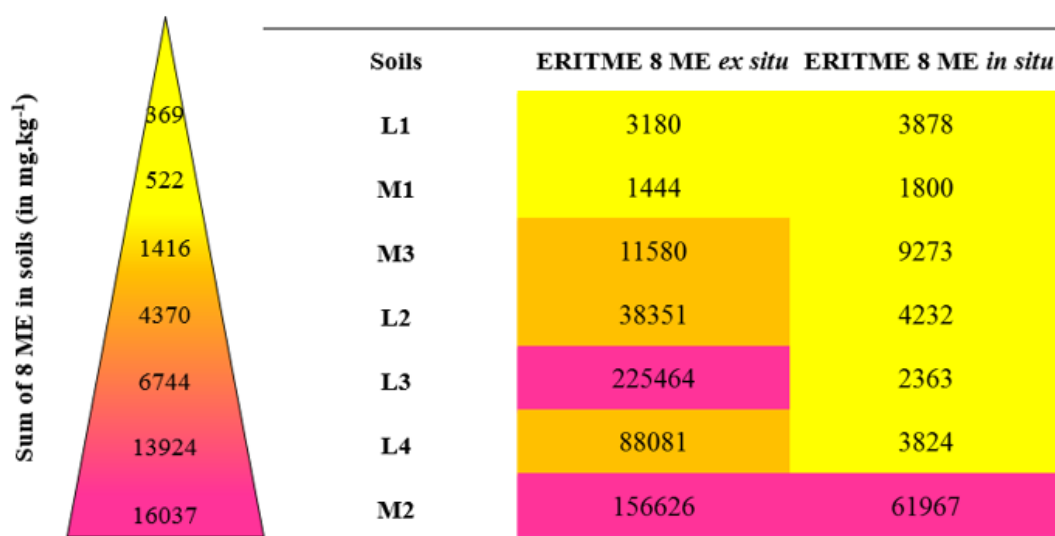 Sum of 8 ME in soils (in mg.kg⁻¹)
Soils ERITME 8 ME ex situ ERITME 8 ME in situ
369 L1 3180 3878
522 M1 1444 1800
1416 M3 11580 9273
4370 L2 38351 4232
6744 L3 225464 2363
13924 L4 88081 3824
16037 M2 156626 61967